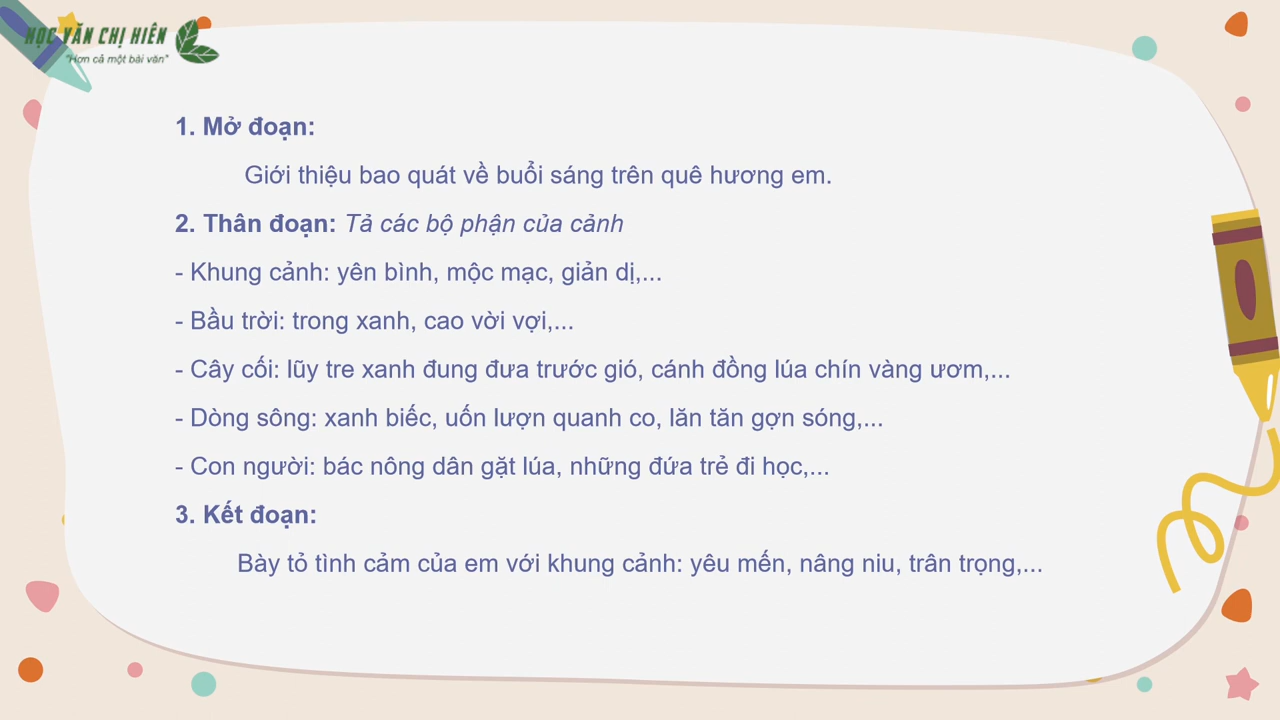 HỌC VĂN CHỊ HIÊN
"Hơn cả một bài văn"
1. Mở đoạn:
Giới thiệu bao quát về buổi sáng trên quê hương em.
2. Thân đoạn: Tả các bộ phận của cảnh
- Khung cảnh: yên bình, mộc mạc, giản dị,...
- Bầu trời: trong xanh, cao vời vợi,...
- Cây cối: lũy tre xanh đung đưa trước gió, cánh đồng lúa chín vàng ươm,...
- Dòng sông: xanh biếc, uốn lượn quanh co, lăn tăn gợn sóng,...
- Con người: bác nông dân gặt lúa, những đứa trẻ đi học,...
3. Kết đoạn:
Bày tỏ tình cảm của em với khung cảnh: yêu mến, nâng niu, trân trọng,...